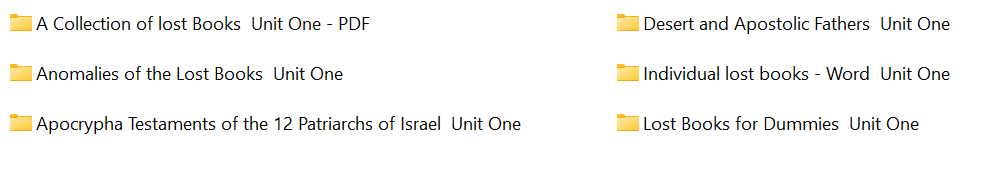 A Collection of lost Books  Unit One - PDF
Anomalies of the Lost Books  Unit One
Apocrypha Testaments of the 12 Patriarchs of Israel  Unit One
Desert and Apostolic Fathers  Unit One
Individual lost books - Word  Unit One
Lost Books for Dummies  Unit One